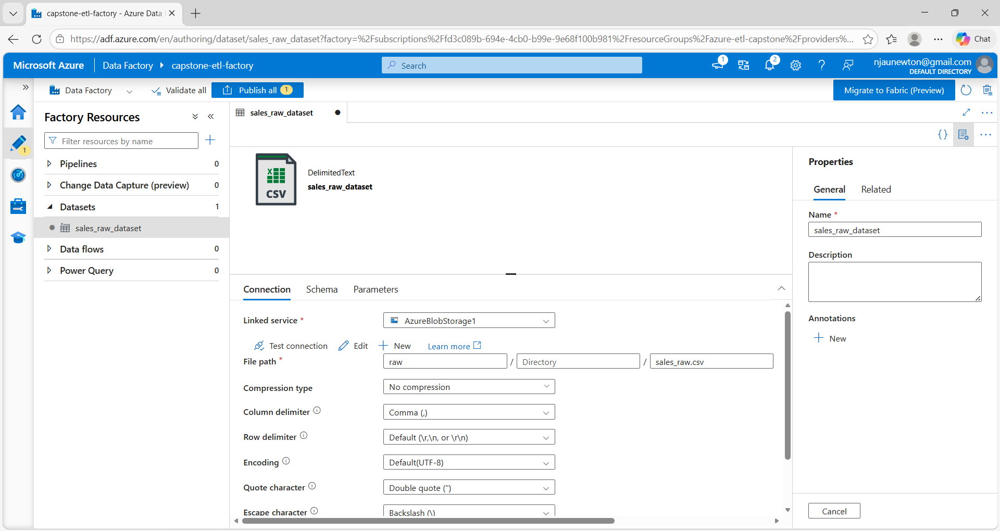 capstone-etl-factory - Azure Data
https://adf.azure.com/en/authoring/dataset/sales_raw_dataset?factory=%2Fsubscriptions%2Ffd3c089b-694e-4cb0-b99e-9e68f100b981%2FresourceGroups%2Fazure-etl-capstone%2Fproviders%...
Chat
Microsoft Azure
Data Factory
capstone-etl-factory
Search
1
2
njaunewton@gmail.com
DEFAULT DIRECTORY
Data Factory
Validate all
Publish all 1
Migrate to Fabric (Preview)
1
Factory Resources
Filter resources by name
Pipelines 0
Change Data Capture (preview) 0
Datasets 1
sales_raw_dataset
Data flows 0
Power Query 0
sales_raw_dataset
{}
X
CSV
DelimitedText
sales_raw_dataset
Connection Schema Parameters
Linked service *
AzureBlobStorage1
Test connection Edit New Learn more
File path *
raw / Directory / sales_raw.csv
Compression type
No compression
Column delimiter
Comma (,)
Row delimiter
Default (\r,\n, or \r\n)
Encoding
Default(UTF-8)
Quote character
Double quote (")
Escape character
Backslash (\)
Properties
General Related
Name *
sales_raw_dataset
Description
Annotations
New
Cancel